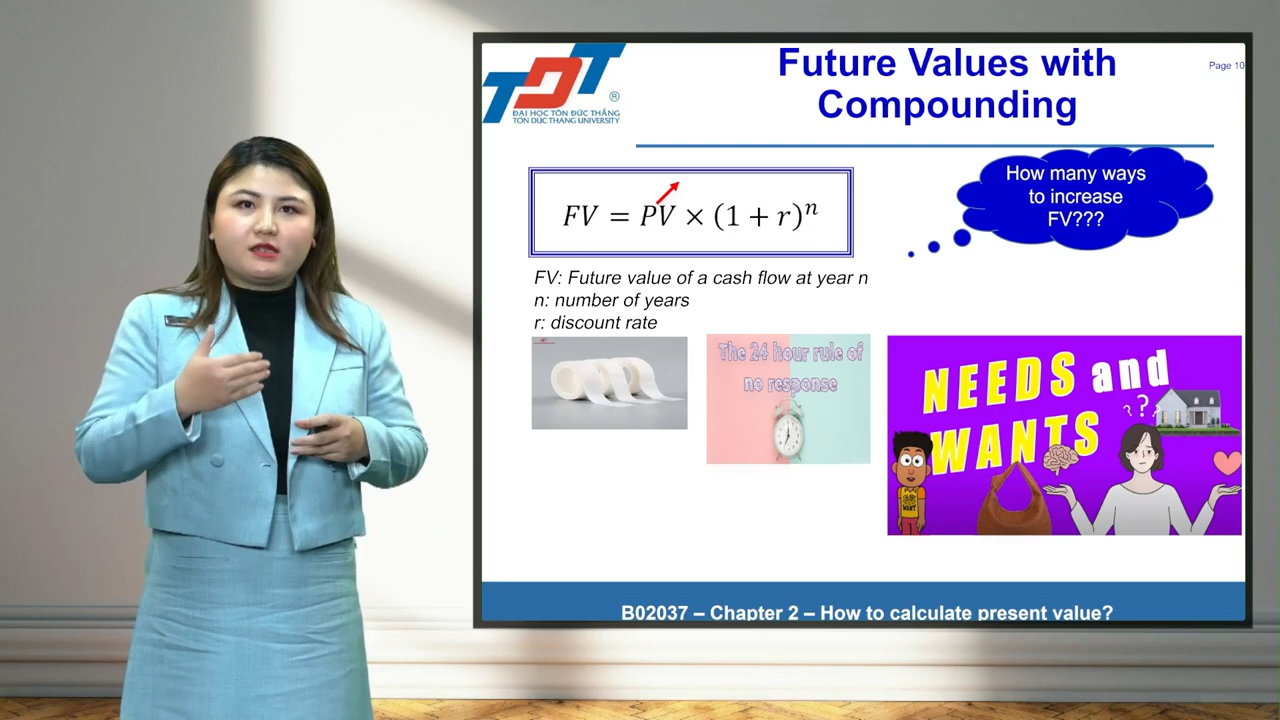 TDT
®
ĐẠI HỌC TÔN ĐỨC THẮNG
TON DUC THANG UNIVERSITY
Future Values with
Compounding
Page 10
FV = PV × (1 + r)ⁿ
How many ways
to increase
FV???
FV: Future value of a cash flow at year n
n: number of years
r: discount rate
The 24 hour rule of
no response
NEEDS and
WANTS
? ? ?
B02037 – Chapter 2 – How to calculate present value?